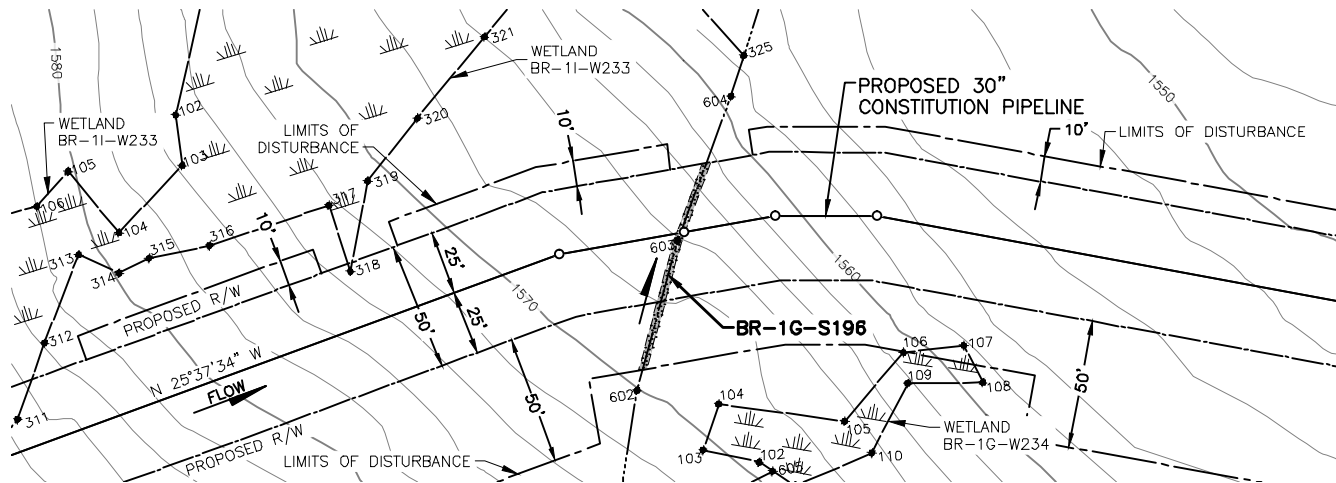 1580
102
WETLAND
BR-1I-W233
105
103
106
104
313
314
315
316
317
318
319
320
321
312
311
WETLAND
BR-1I-W233
LIMITS OF
DISTURBANCE
10'
10'
PROPOSED R/W
25'
25'
50'
N 25°37'34" W
FLOW
PROPOSED R/W
LIMITS OF DISTURBANCE
50'
1570
602
603
604
325
PROPOSED 30"
CONSTITUTION PIPELINE
1550
10'
LIMITS OF DISTURBANCE
1560
BR-1G-S196
106
107
108
109
104
105
110
103
102
WETLAND
BR-1G-W234
50'